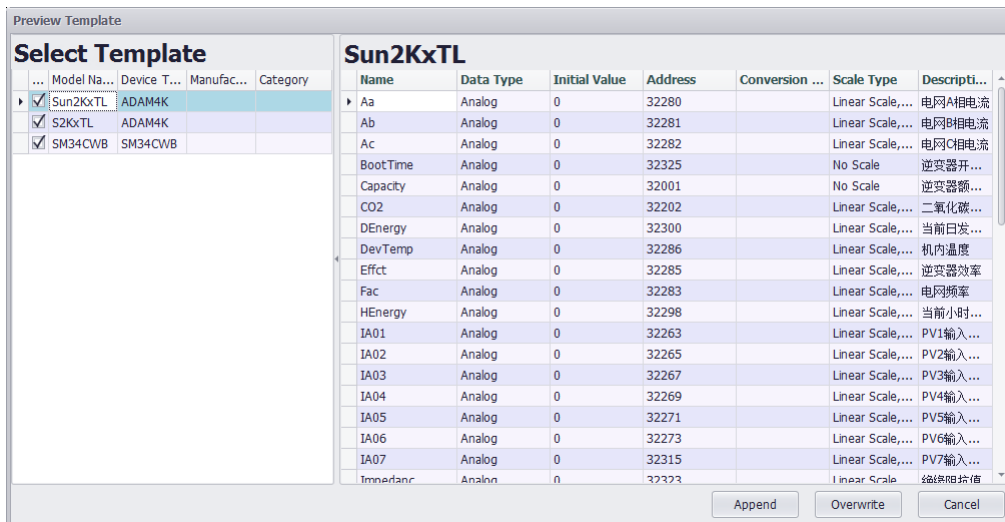 Preview Template
Select Template
... Model Na... Device T... Manufac... Category
Sun2KxTL ADAM4K
S2KxTL ADAM4K
SM34CWB SM34CWB
Sun2KxTL
Name Data Type Initial Value Address Conversion ... Scale Type Descripti...
Aa Analog 0 32280 Linear Scale,... 电网A相电流
Ab Analog 0 32281 Linear Scale,... 电网B相电流
Ac Analog 0 32282 Linear Scale,... 电网C相电流
BootTime Analog 0 32325 No Scale 逆变器开...
Capacity Analog 0 32001 No Scale 逆变器额...
CO2 Analog 0 32202 Linear Scale,... 二氧化碳...
DEnergy Analog 0 32300 Linear Scale,... 当前日发...
DevTemp Analog 0 32286 Linear Scale,... 机内温度
Effct Analog 0 32285 Linear Scale,... 逆变器效率
Fac Analog 0 32283 Linear Scale,... 电网频率
HEnergy Analog 0 32298 Linear Scale,... 当前小时...
IA01 Analog 0 32263 Linear Scale,... PV1输入...
IA02 Analog 0 32265 Linear Scale,... PV2输入...
IA03 Analog 0 32267 Linear Scale,... PV3输入...
IA04 Analog 0 32269 Linear Scale,... PV4输入...
IA05 Analog 0 32271 Linear Scale,... PV5输入...
IA06 Analog 0 32273 Linear Scale,... PV6输入...
IA07 Analog 0 32315 Linear Scale,... PV7输入...
Impedanc Analog 0 32323 Linear Scale 绝缘阻抗值
Append Overwrite Cancel